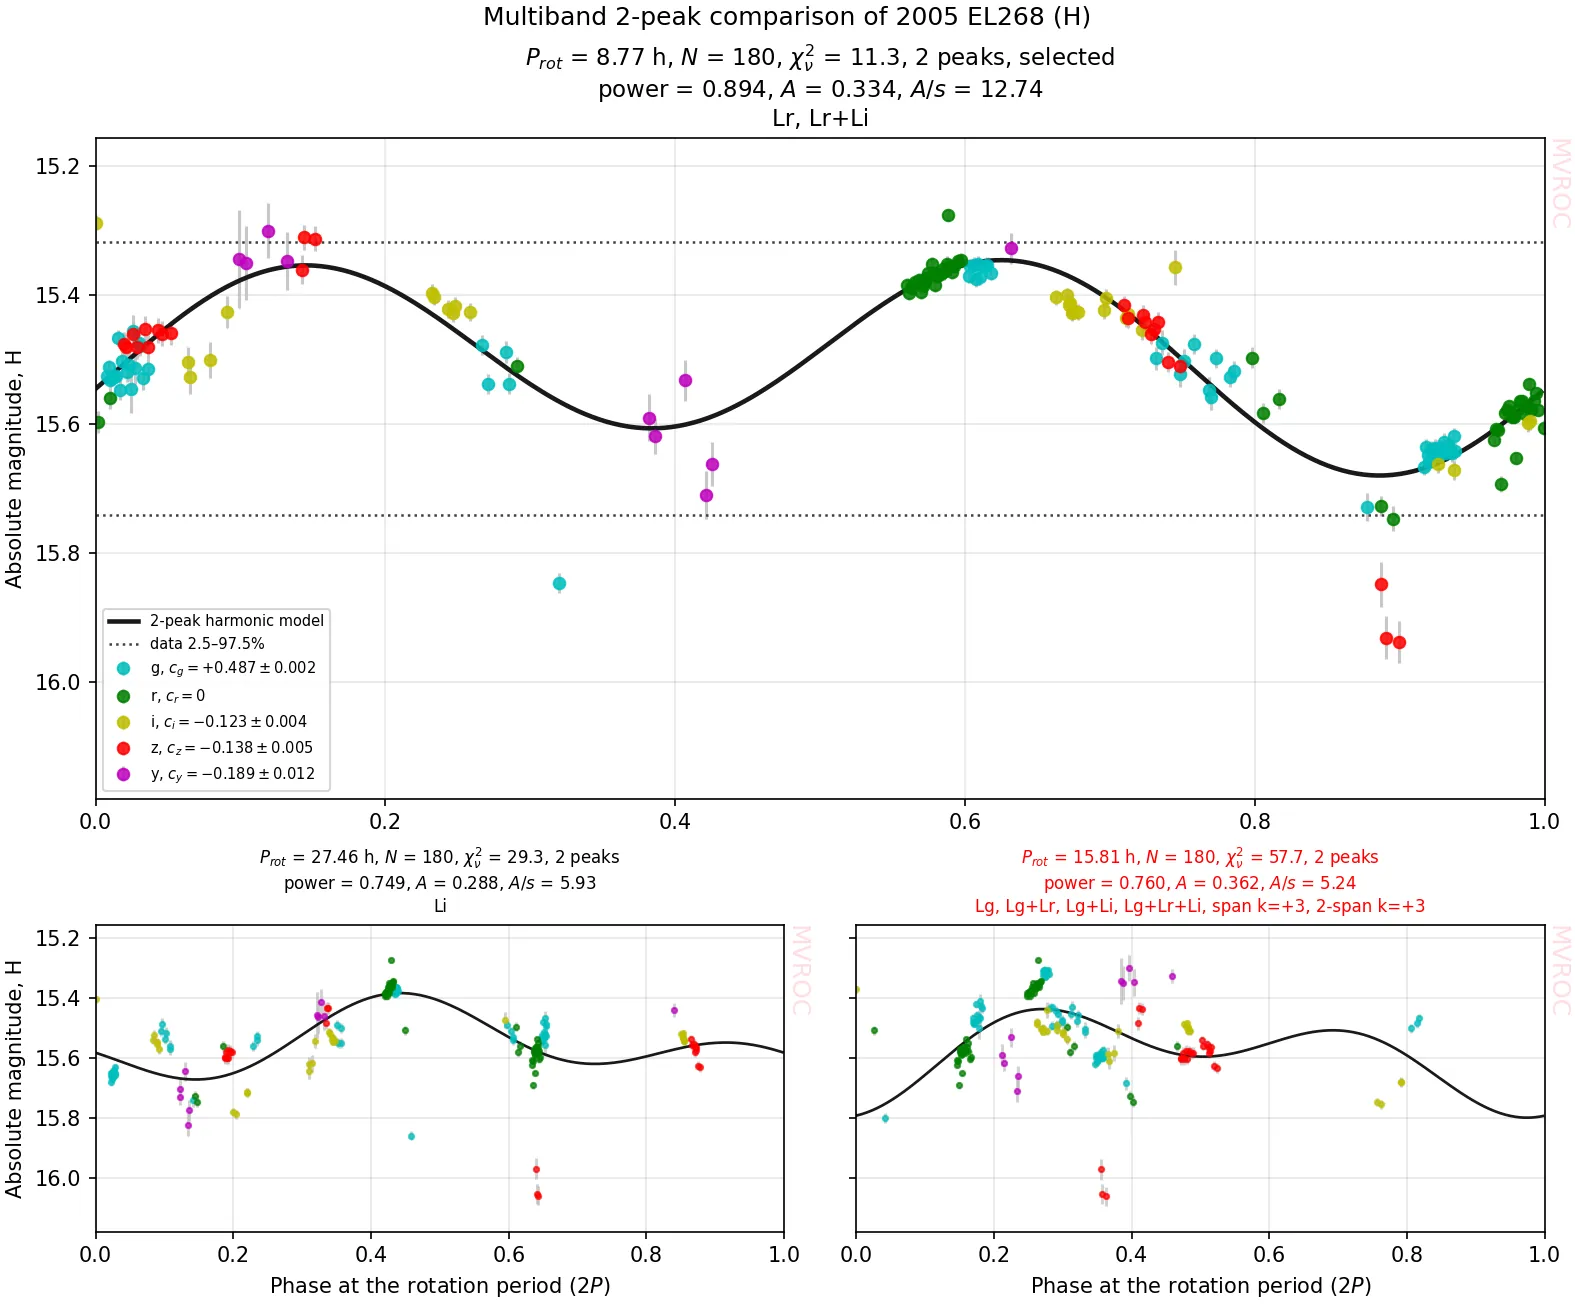 Multiband 2-peak comparison of 2005 EL268 (H)
P_rot = 8.77 h, N = 180, χ²_ν = 11.3, 2 peaks, selected
power = 0.894, A = 0.334, A/s = 12.74
Lr, Lr+Li
MVROC
Absolute magnitude, H
15.2
15.4
15.6
15.8
16.0
2-peak harmonic model
data 2.5–97.5%
g, c_g = +0.487 ± 0.002
r, c_r = 0
i, c_i = −0.123 ± 0.004
z, c_z = −0.138 ± 0.005
y, c_y = −0.189 ± 0.012
0.0 0.2 0.4 0.6 0.8 1.0
P_rot = 27.46 h, N = 180, χ²_ν = 29.3, 2 peaks
power = 0.749, A = 0.288, A/s = 5.93
Li
MVROC
Absolute magnitude, H
15.2
15.4
15.6
15.8
16.0
0.0 0.2 0.4 0.6 0.8 1.0
Phase at the rotation period (2P)
P_rot = 15.81 h, N = 180, χ²_ν = 57.7, 2 peaks
power = 0.760, A = 0.362, A/s = 5.24
Lg, Lg+Lr, Lg+Li, Lg+Lr+Li, span k=+3, 2-span k=+3
MVROC
0.0 0.2 0.4 0.6 0.8 1.0
Phase at the rotation period (2P)